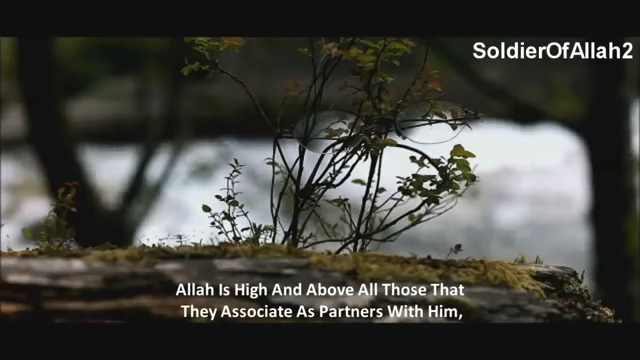 SoldierOfAllah2
Allah Is High And Above All Those That
They Associate As Partners With Him,